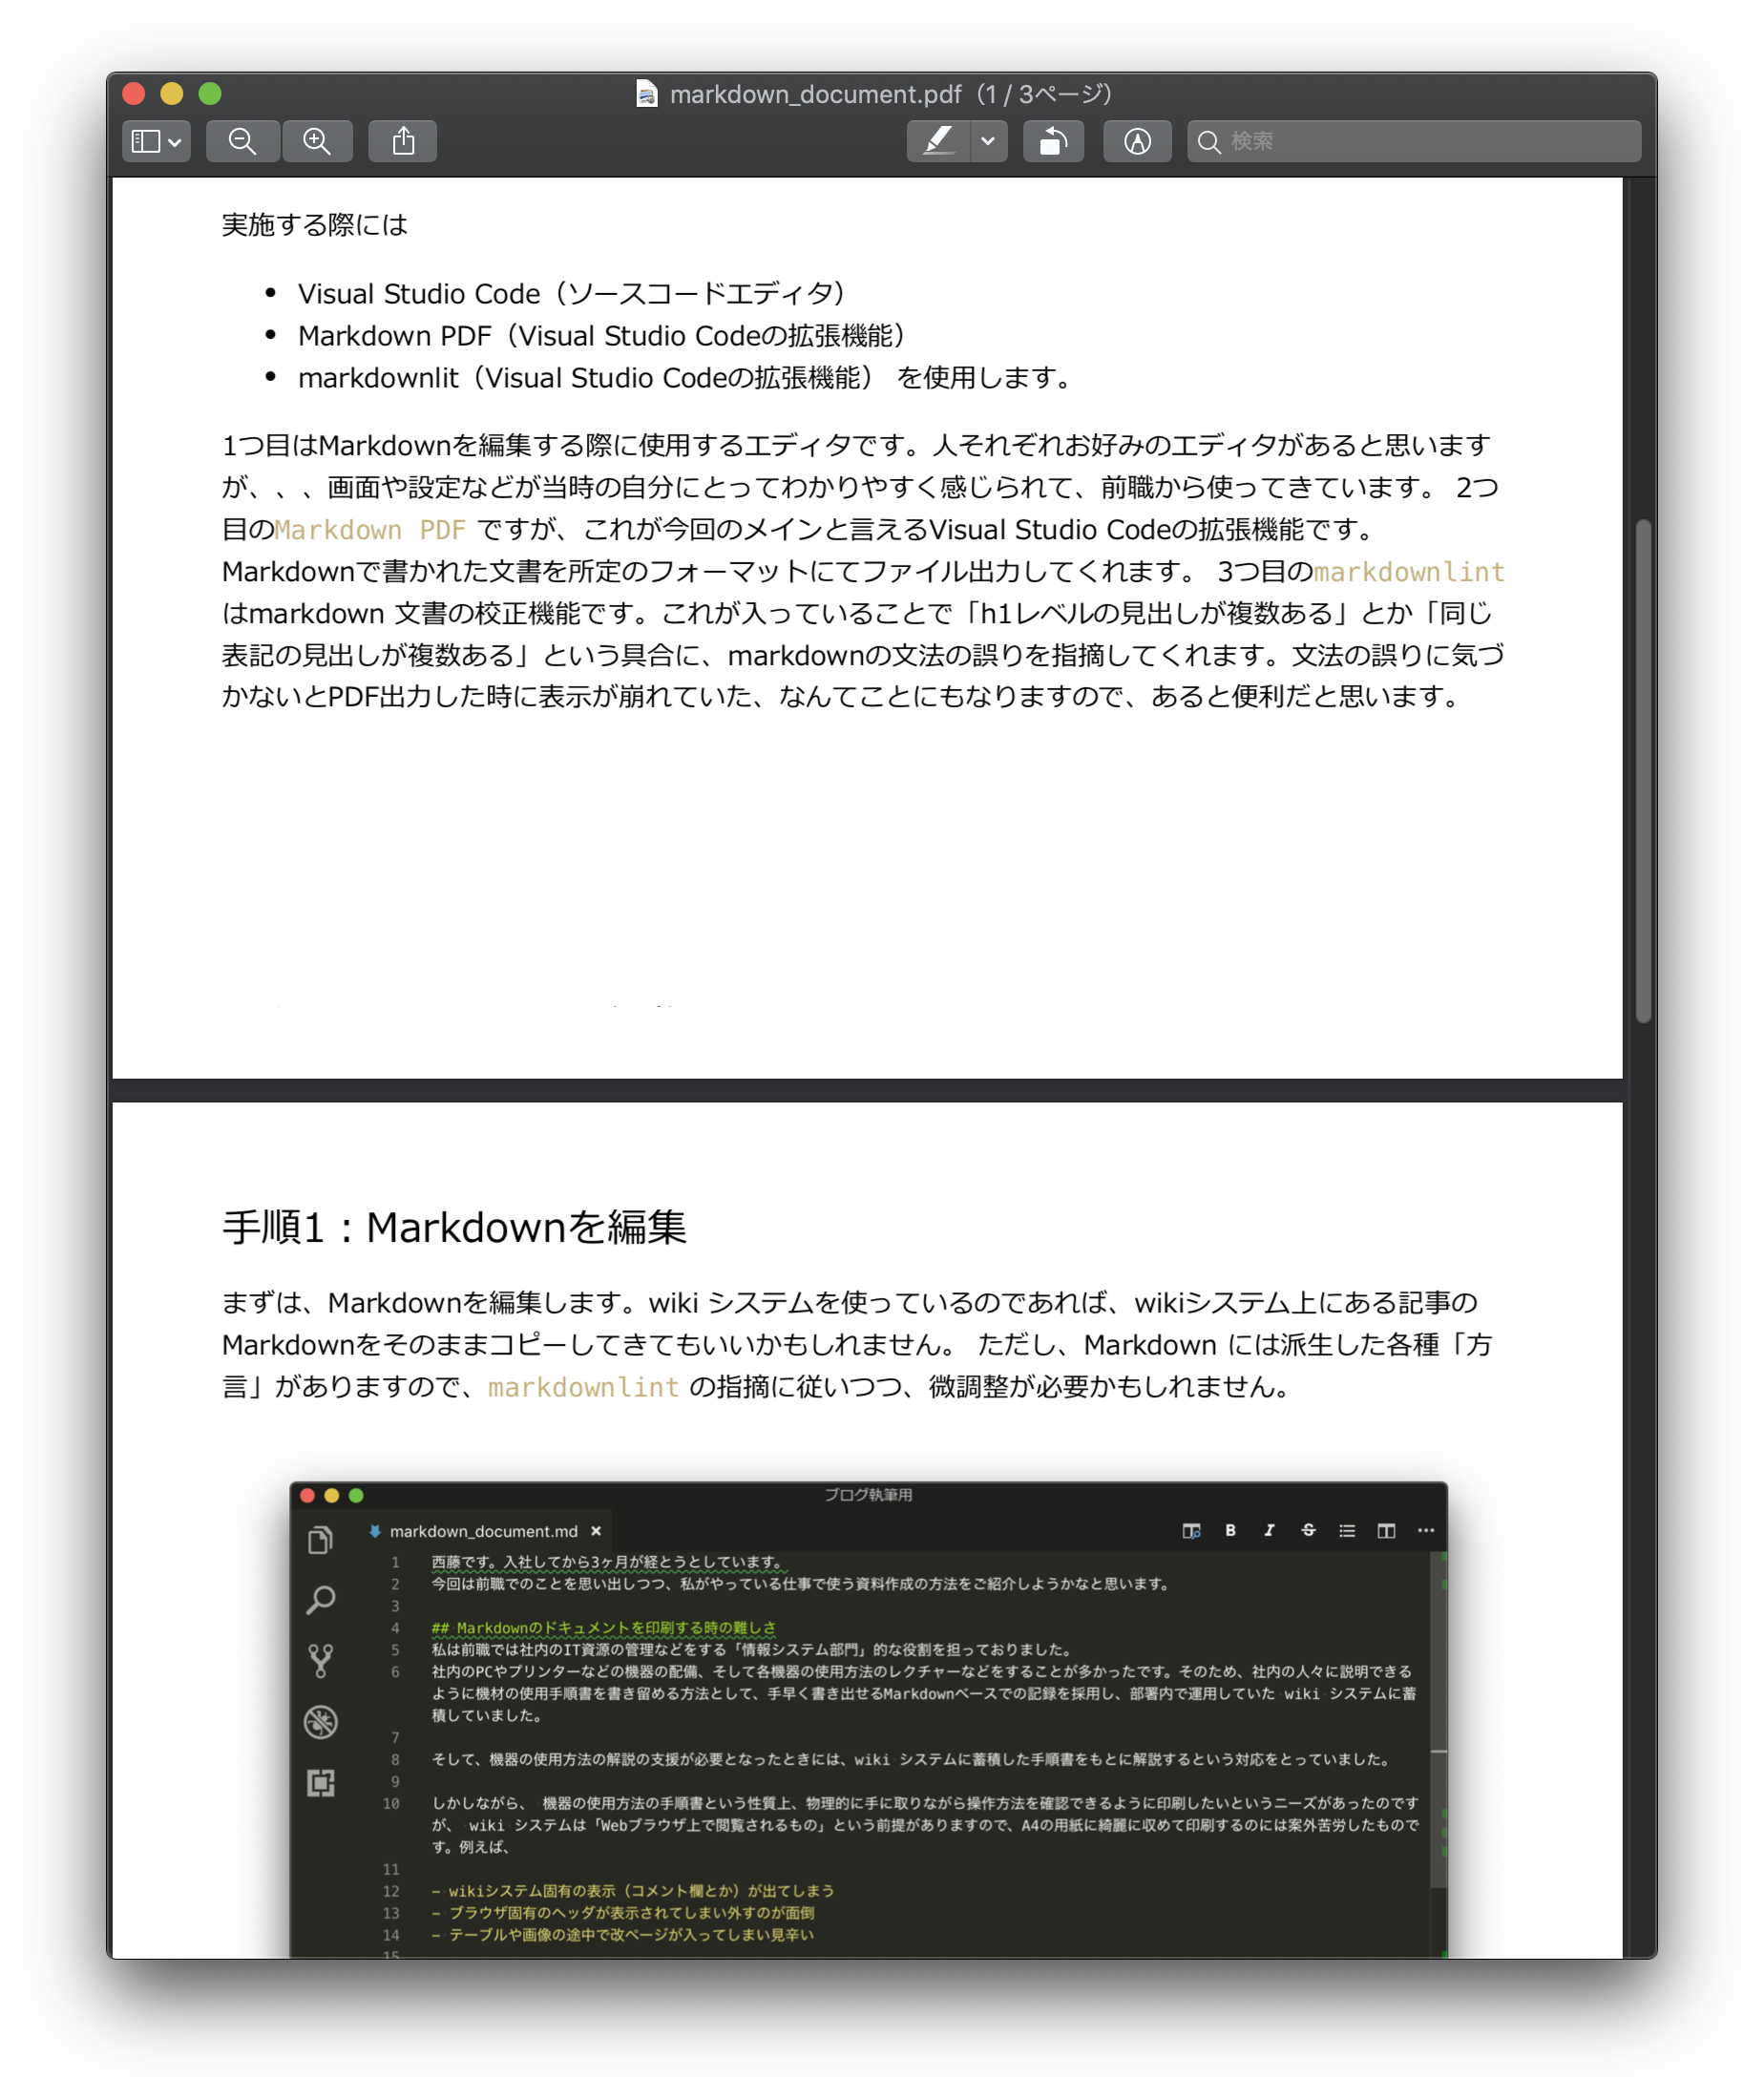 markdown_document.pdf（1 / 3ページ）
検索
実施する際には
• Visual Studio Code（ソースコードエディタ）
• Markdown PDF（Visual Studio Codeの拡張機能）
• markdownlit（Visual Studio Codeの拡張機能） を使用します。
1つ目はMarkdownを編集する際に使用するエディタです。人それぞれお好みのエディタがあると思います
が、、、画面や設定などが当時の自分にとってわかりやすく感じられて、前職から使ってきています。 2つ
目のMarkdown PDF ですが、これが今回のメインと言えるVisual Studio Codeの拡張機能です。
Markdownで書かれた文書を所定のフォーマットにてファイル出力してくれます。 3つ目のmarkdownlint
はmarkdown 文書の校正機能です。これが入っていることで「h1レベルの見出しが複数ある」とか「同じ
表記の見出しが複数ある」という具合に、markdownの文法の誤りを指摘してくれます。文法の誤りに気づ
かないとPDF出力した時に表示が崩れていた、なんてことにもなりますので、あると便利だと思います。
手順1：Markdownを編集
まずは、Markdownを編集します。wiki システムを使っているのであれば、wikiシステム上にある記事の
Markdownをそのままコピーしてきてもいいかもしれません。 ただし、Markdown には派生した各種「方
言」がありますので、markdownlint の指摘に従いつつ、微調整が必要かもしれません。
ブログ執筆用
markdown_document.md ×
1 西藤です。入社してから3ヶ月が経とうとしています。
2 今回は前職でのことを思い出しつつ、私がやっている仕事で使う資料作成の方法をご紹介しようかなと思います。
3
4 ## Markdownのドキュメントを印刷する時の難しさ
5 私は前職では社内のIT資源の管理などをする「情報システム部門」的な役割を担っておりました。
6 社内のPCやプリンターなどの機器の配備、そして各機器の使用方法のレクチャーなどをすることが多かったです。そのため、社内の人々に説明できる
ように機材の使用手順書を書き留める方法として、手早く書き出せるMarkdownベースでの記録を採用し、部署内で運用していた wiki システムに蓄
積していました。
7
8 そして、機器の使用方法の解説の支援が必要となったときには、wiki システムに蓄積した手順書をもとに解説するという対応をとっていました。
9
10 しかしながら、 機器の使用方法の手順書という性質上、物理的に手に取りながら操作方法を確認できるように印刷したいというニーズがあったのです
が、 wiki システムは「Webブラウザ上で閲覧されるもの」という前提がありますので、A4の用紙に綺麗に収めて印刷するのには案外苦労したもので
す。例えば、
11
12 - wikiシステム固有の表示（コメント欄とか）が出てしまう
13 - ブラウザ固有のヘッダが表示されてしまい外すのが面倒
14 - テーブルや画像の途中で改ページが入ってしまい見辛い
15